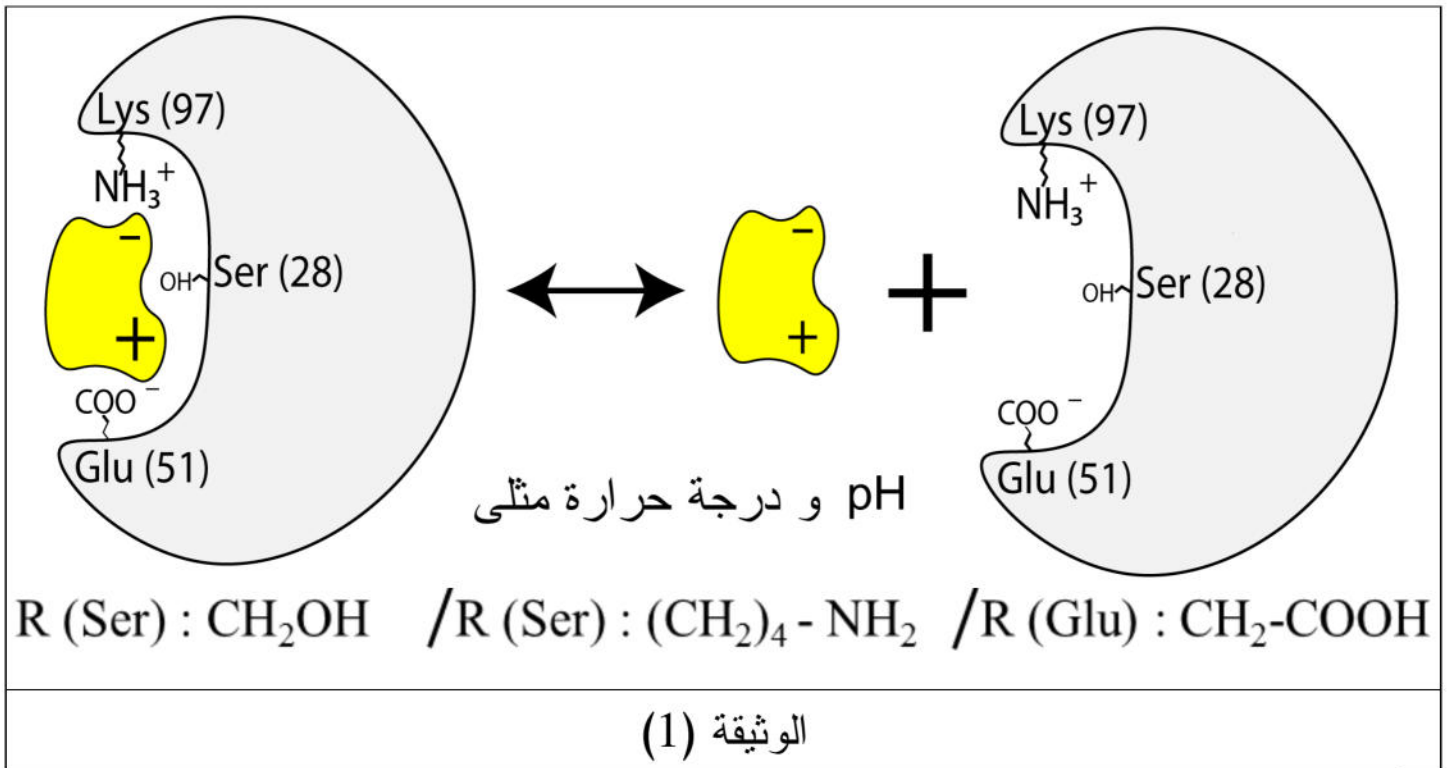 Lys (97)
NH₃⁺
−
OH
Ser (28)
+
COO⁻
Glu (51)
−
+
+
Lys (97)
NH₃⁺
OH
Ser (28)
COO⁻
Glu (51)
pH و درجة حرارة مثلى
R (Ser) : CH₂OH /R (Ser) : (CH₂)₄ - NH₂ /R (Glu) : CH₂-COOH
الوثيقة (1)